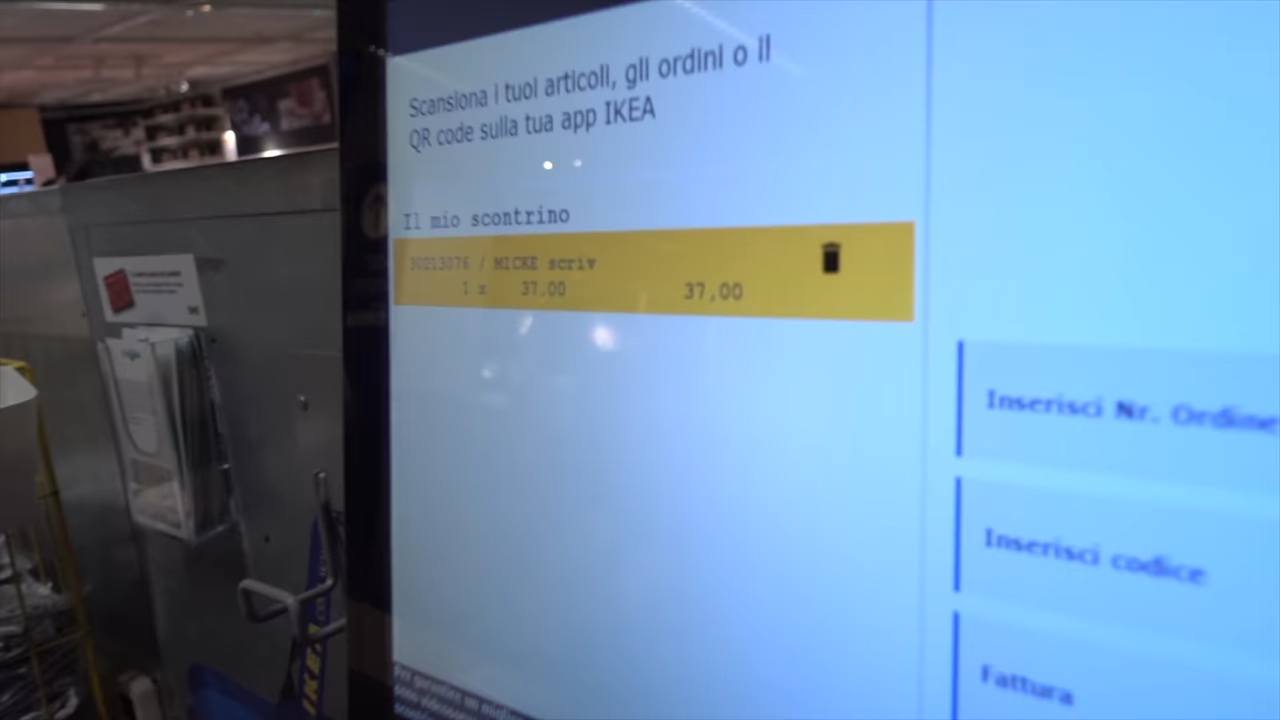 Scansiona i tuoi articoli, gli ordini o il
QR code sulla tua app IKEA
Il mio scontrino
30213076 / MICKE scriv
1 x 37,00 37,00
Inserisci Nr. Ordine
Inserisci codice
Fattura
IKEA